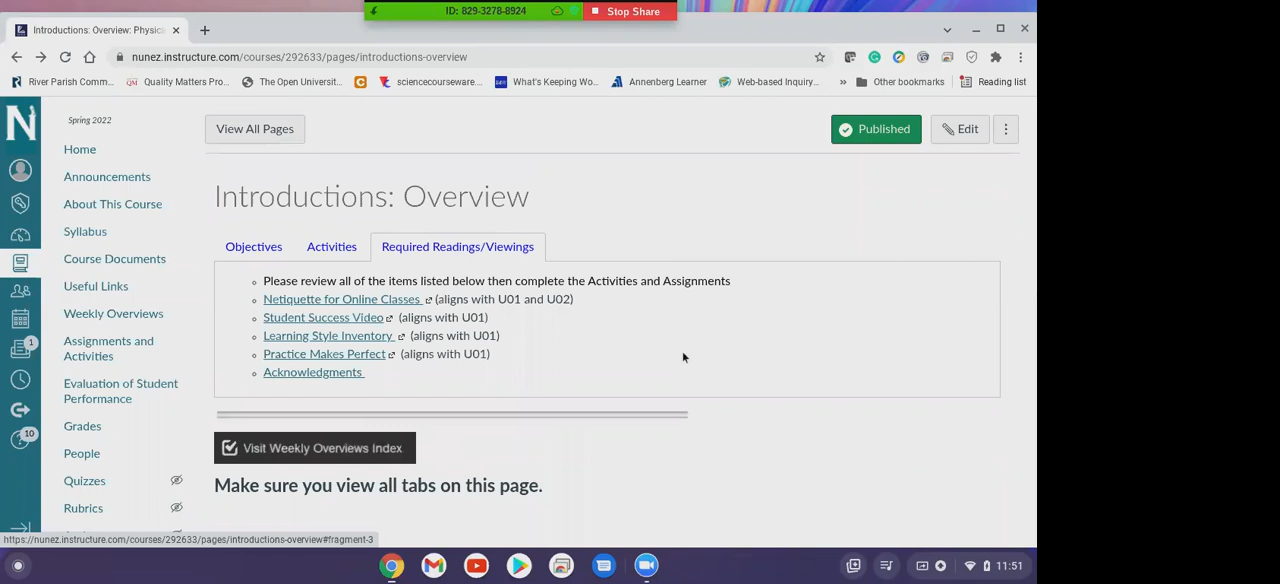 ID: 829-3278-8924
Stop Share
Introductions: Overview: Physic
nunez.instructure.com/courses/292633/pages/introductions-overview
River Parish Comm...
Quality Matters Pro...
The Open Universit...
sciencecourseware...
What's Keeping Wo...
Annenberg Learner
Web-based Inquiry...
»
Other bookmarks
Reading list
N
Spring 2022
Home
Announcements
About This Course
Syllabus
Course Documents
Useful Links
Weekly Overviews
Assignments and
Activities
Evaluation of Student
Performance
Grades
People
Quizzes
Rubrics
1
10
View All Pages
Published
Edit
Introductions: Overview
Objectives
Activities
Required Readings/Viewings
Please review all of the items listed below then complete the Activities and Assignments
Netiquette for Online Classes (aligns with U01 and U02)
Student Success Video (aligns with U01)
Learning Style Inventory (aligns with U01)
Practice Makes Perfect (aligns with U01)
Acknowledgments
Visit Weekly Overviews Index
Make sure you view all tabs on this page.
https://nunez.instructure.com/courses/292633/pages/introductions-overview#fragment-3
11:51